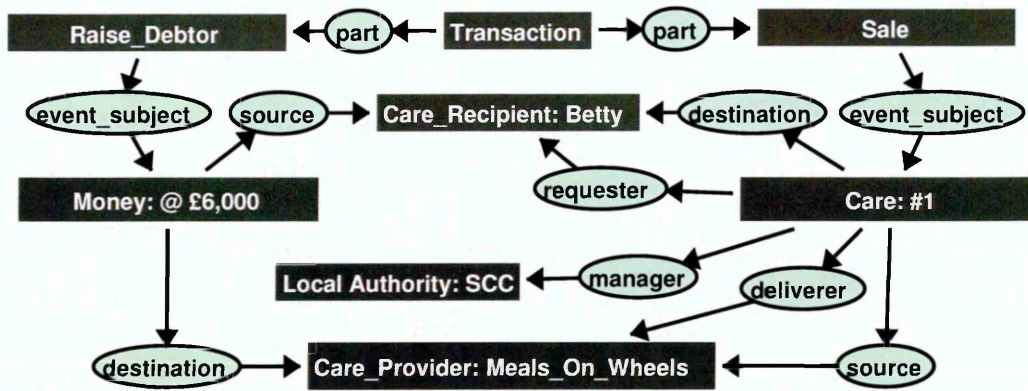 Raise_Debtor
part
Transaction
part
Sale
event_subject
source
Care_Recipient: Betty
destination
event_subject
Money: @ £6,000
requester
Care: #1
Local Authority: SCC
manager
deliverer
destination
Care_Provider: Meals_On_Wheels
source